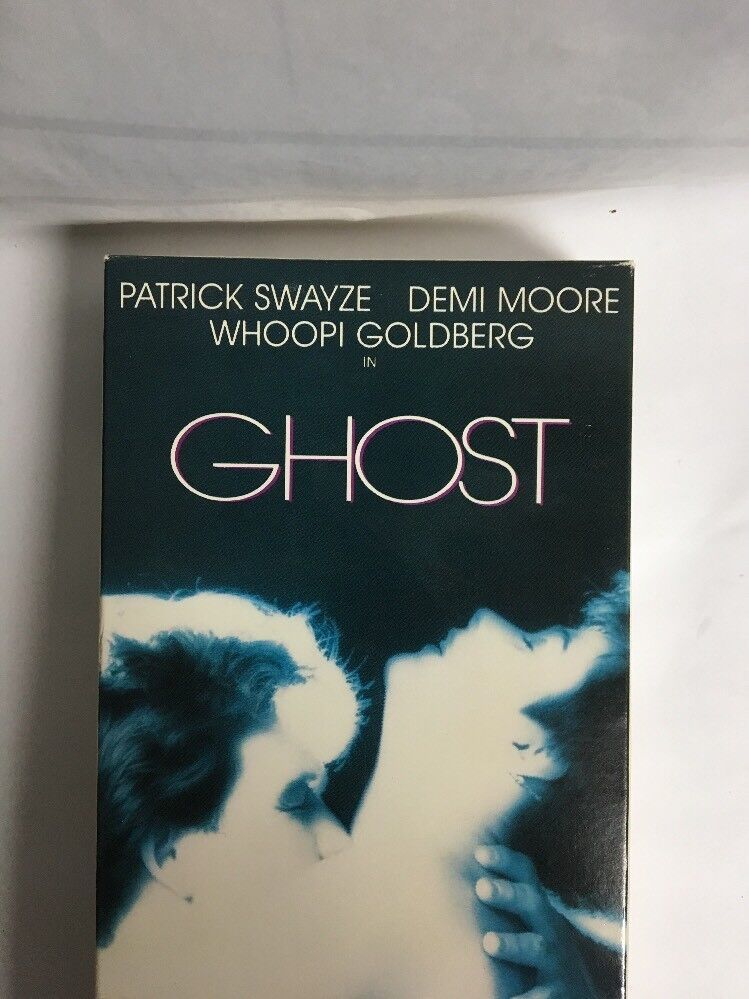 PATRICK SWAYZE DEMI MOORE
WHOOPI GOLDBERG
IN
GHOST